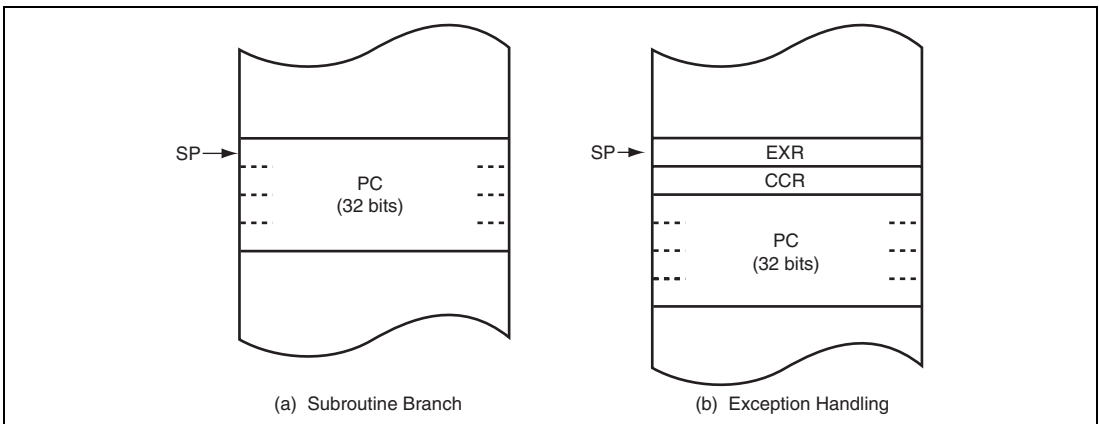 SP
PC
(32 bits)
(a) Subroutine Branch
SP
EXR
CCR
PC
(32 bits)
(b) Exception Handling